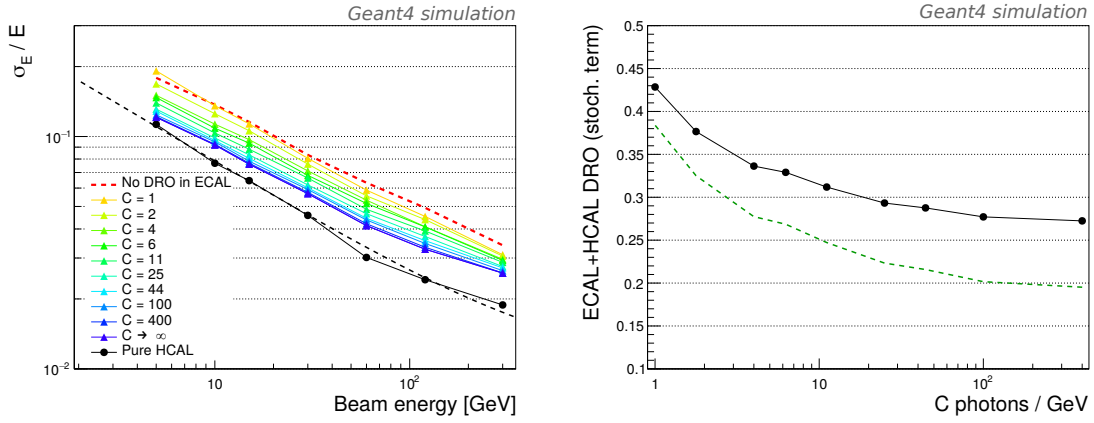 Geant4 simulation
σ_E / E
10⁻¹
10⁻²
No DRO in ECAL
C = 1
C = 2
C = 4
C = 6
C = 11
C = 25
C = 44
C = 100
C = 400
C → ∞
Pure HCAL
10
10²
Beam energy [GeV]
Geant4 simulation
ECAL+HCAL DRO (stoch. term)
0.5
0.45
0.4
0.35
0.3
0.25
0.2
0.15
0.1
1
10
10²
C photons / GeV